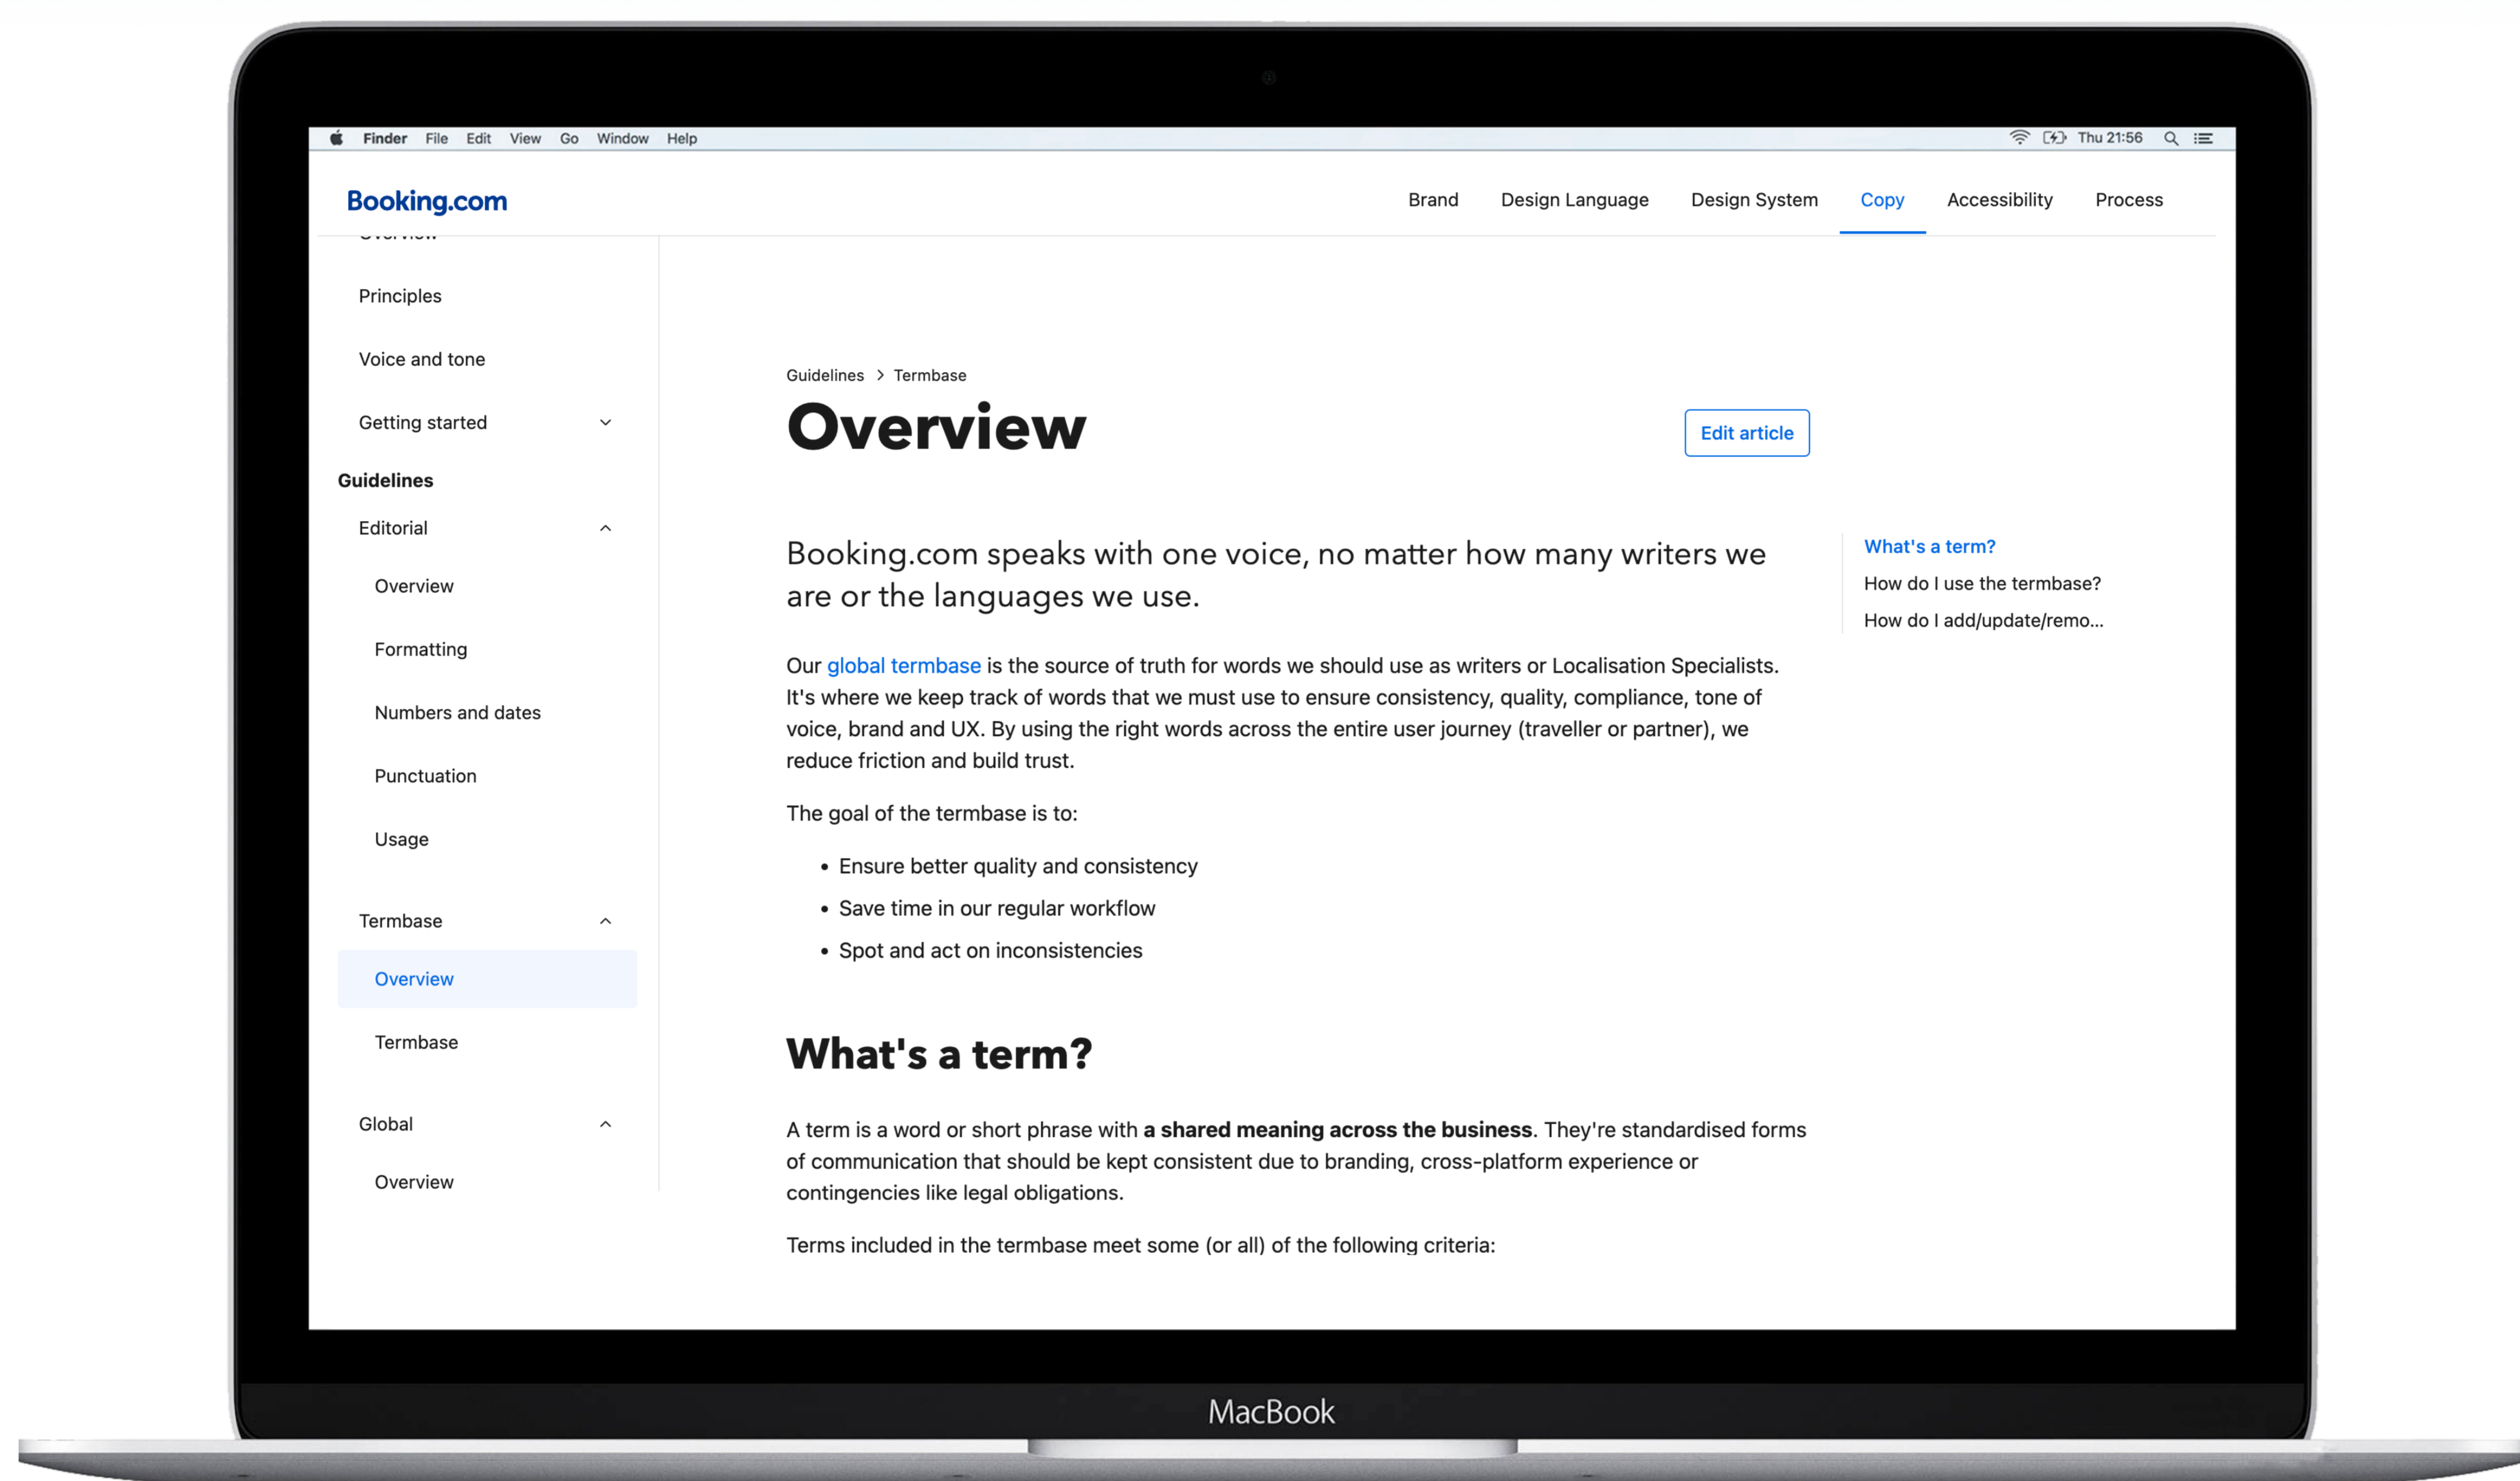 Finder File Edit View Go Window Help
Thu 21:56
Booking.com
Brand Design Language Design System Copy Accessibility Process
Overview
Principles
Voice and tone
Getting started
Guidelines
Editorial
Overview
Formatting
Numbers and dates
Punctuation
Usage
Termbase
Overview
Termbase
Global
Overview
Guidelines > Termbase
Overview
Edit article
Booking.com speaks with one voice, no matter how many writers we
are or the languages we use.
Our global termbase is the source of truth for words we should use as writers or Localisation Specialists.
It's where we keep track of words that we must use to ensure consistency, quality, compliance, tone of
voice, brand and UX. By using the right words across the entire user journey (traveller or partner), we
reduce friction and build trust.
The goal of the termbase is to:
• Ensure better quality and consistency
• Save time in our regular workflow
• Spot and act on inconsistencies
What's a term?
A term is a word or short phrase with a shared meaning across the business. They're standardised forms
of communication that should be kept consistent due to branding, cross-platform experience or
contingencies like legal obligations.
Terms included in the termbase meet some (or all) of the following criteria:
What's a term?
How do I use the termbase?
How do I add/update/remo...
MacBook